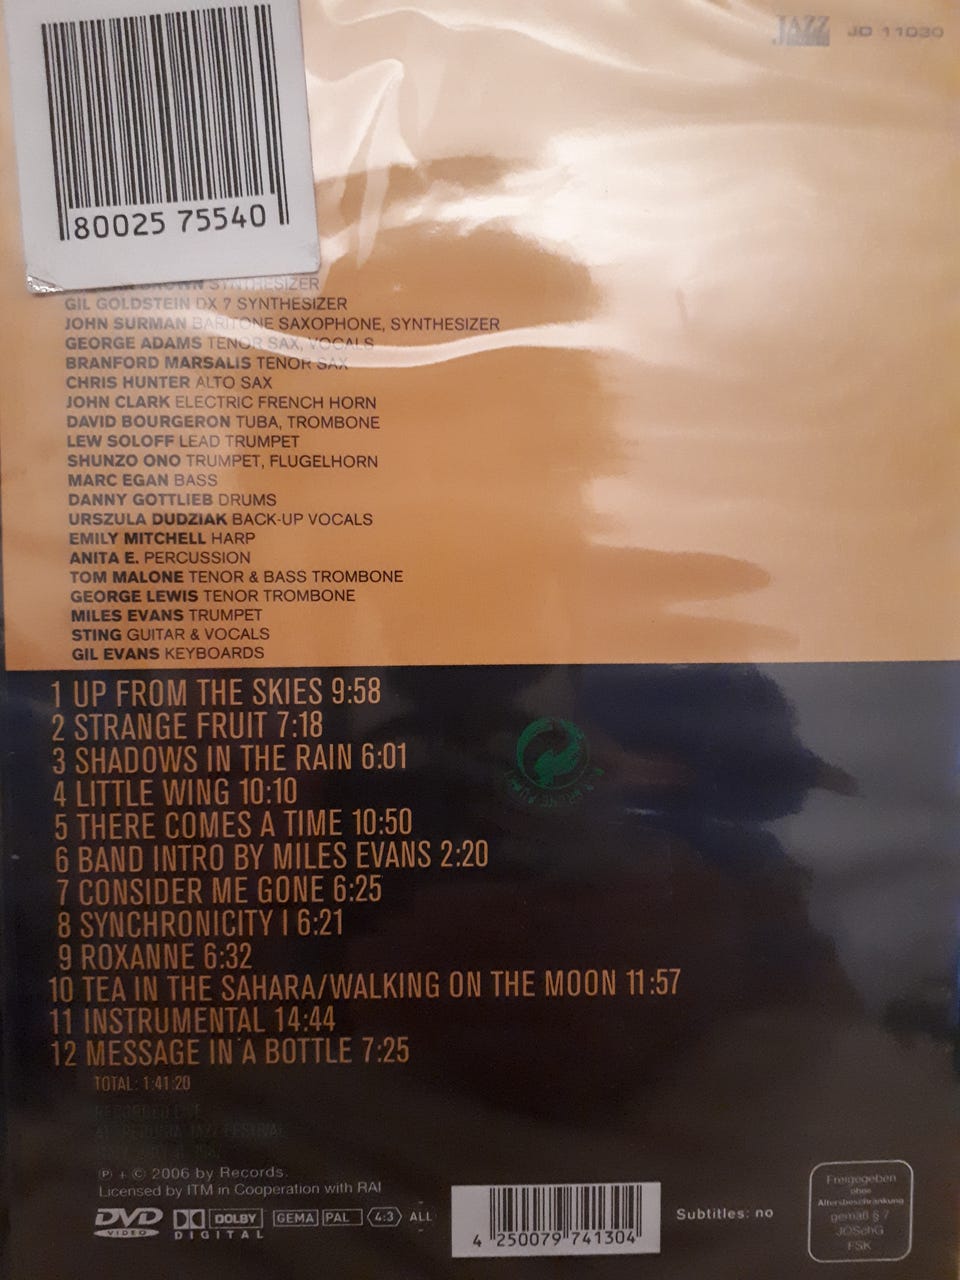 JAZZ JD 11030
80025 75540
BROWN SYNTHESIZER
GIL GOLDSTEIN DX 7 SYNTHESIZER
JOHN SURMAN BARITONE SAXOPHONE, SYNTHESIZER
GEORGE ADAMS TENOR SAX, VOCALS
BRANFORD MARSALIS TENOR SAX
CHRIS HUNTER ALTO SAX
JOHN CLARK ELECTRIC FRENCH HORN
DAVID BOURGERON TUBA, TROMBONE
LEW SOLOFF LEAD TRUMPET
SHUNZO ONO TRUMPET, FLUGELHORN
MARC EGAN BASS
DANNY GOTTLIEB DRUMS
URSZULA DUDZIAK BACK-UP VOCALS
EMILY MITCHELL HARP
ANITA E. PERCUSSION
TOM MALONE TENOR & BASS TROMBONE
GEORGE LEWIS TENOR TROMBONE
MILES EVANS TRUMPET
STING GUITAR & VOCALS
GIL EVANS KEYBOARDS
1 UP FROM THE SKIES 9:58
2 STRANGE FRUIT 7:18
3 SHADOWS IN THE RAIN 6:01
4 LITTLE WING 10:10
5 THERE COMES A TIME 10:50
6 BAND INTRO BY MILES EVANS 2:20
7 CONSIDER ME GONE 6:25
8 SYNCHRONICITY I 6:21
9 ROXANNE 6:32
10 TEA IN THE SAHARA/WALKING ON THE MOON 11:57
11 INSTRUMENTAL 14:44
12 MESSAGE IN A BOTTLE 7:25
TOTAL: 1:41:20
RECORDED LIVE
AT PERUGIA JAZZ FESTIVAL
℗ + © 2006 by Records.
Licensed by ITM in Cooperation with RAI
DVD VIDEO DOLBY DIGITAL GEMA PAL 4:3 ALL
4 250079 741304
Subtitles: no
Freigegeben
ohne
Altersbeschränkung
gemäß § 7
JÖSchG
FSK